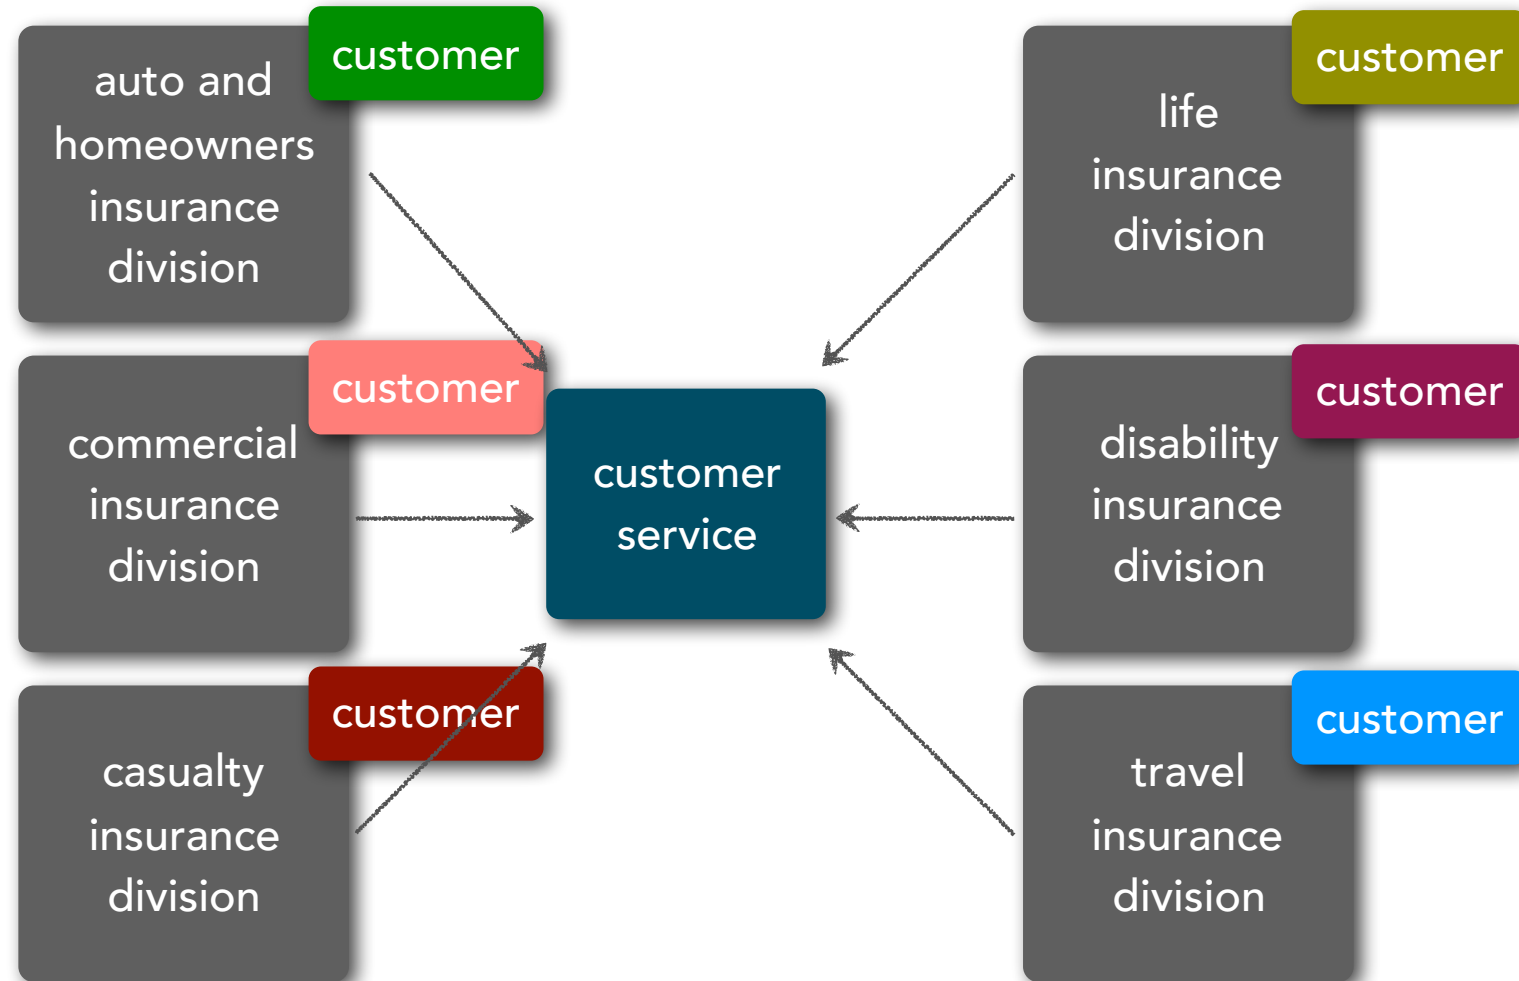 customer
auto and
homeowners
insurance
division
customer
life
insurance
division
customer
commercial
insurance
division
customer
service
customer
disability
insurance
division
customer
casualty
insurance
division
customer
travel
insurance
division